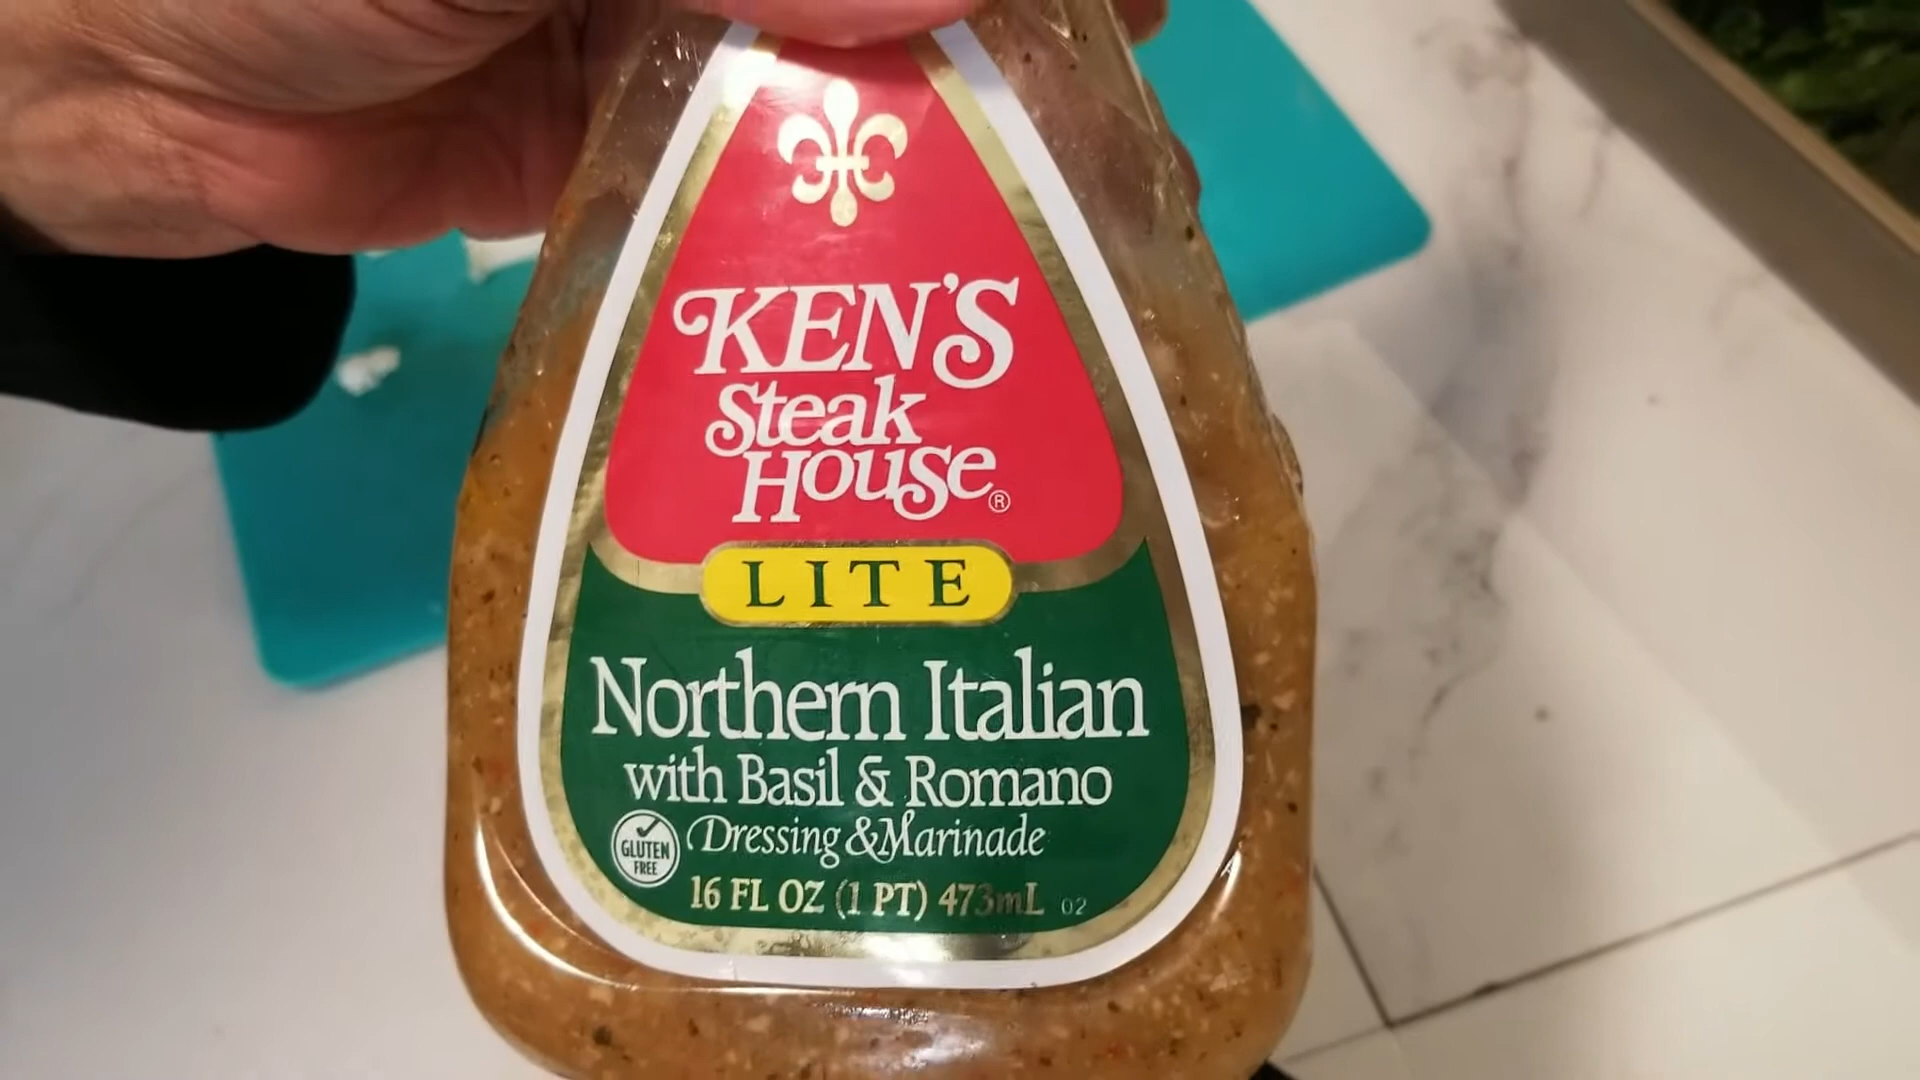 KEN'S
Steak
House®
LITE
Northern Italian
with Basil & Romano
Dressing & Marinade
GLUTEN
FREE
16 FL OZ (1 PT) 473mL 02